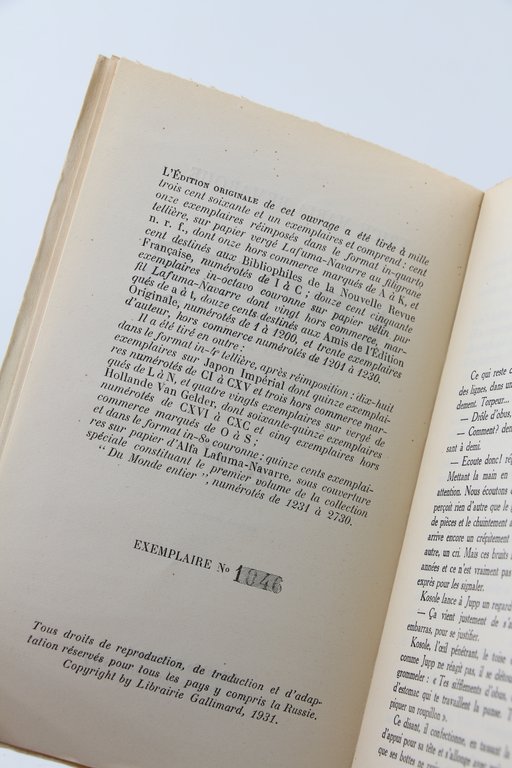 L'Édition originale de cet ouvrage a été tirée à mille
trois cent soixante et un exemplaires et comprend : cent
onze exemplaires réimposés dans le format in-quarto
tellière, sur papier vergé Lafuma-Navarre au filigrane
n. r. f., dont onze hors commerce marqués de A à K, et
cent destinés aux Bibliophiles de la Nouvelle Revue
Française, numérotés de I à C ; douze cent cinquante
exemplaires in-octavo couronne sur papier vélin pur
fil Lafuma-Navarre dont vingt hors commerce, mar-
qués de a à t, douze cents destinés aux Amis de l'Édition
Originale, numérotés de 1 à 1200, et trente exemplaires
d'auteur, hors commerce numérotés de 1201 à 1230.
Il a été tiré en outre :
dans le format in-4º tellière, après réimposition : dix-huit
exemplaires sur Japon Impérial dont quinze exemplai-
res numérotés de CI à CXV et trois hors commerce mar-
qués de L à N, et quatre vingts exemplaires sur vergé de
Hollande Van Gelder, dont soixante-quinze exemplaires
numérotés de CXVI à CXC et cinq exemplaires hors
commerce marqués de O à S ;
et dans le format in-8º couronne : quinze cents exemplai-
res sur papier d'Alfa Lafuma-Navarre, sous couverture
spéciale constituant le premier volume de la collection
" Du Monde entier ", numérotés de 1231 à 2730.
EXEMPLAIRE Nº 1046
Tous droits de reproduction, de traduction et d'adap-
tation réservés pour tous les pays y compris la Russie.
Copyright by Librairie Gallimard, 1931.
Ce qui reste d
des lignes, dans un
dement. Torpeur...
— Drôle d'obus,
— Comment? dem
sant à demi.
— Ecoute donc! ré
Mettant la main en
attention. Nous écoutons
perçoit rien d'autre que le g
de pièces et le chuintement a
arrive encore un crépitement
autre, un cri. Mais ces bruits l
années et ce n'est vraiment pas
exprès pour les signaler.
Kosole lance à Jupp un regard
— Ça vient justement de s'a
embarras, pour se justifier.
Kosole, l'œil pénétrant, le toise
comme Jupp ne réagit pas, il se détou
grommeler : « Tes sifflements d'obus,
d'estomac qui te travaillent la panse. T
piquer un roupillon ».
Ce disant, il confectionne, en tassant la
d'appui pour sa tête et s'allonge avec
ses bottes ne